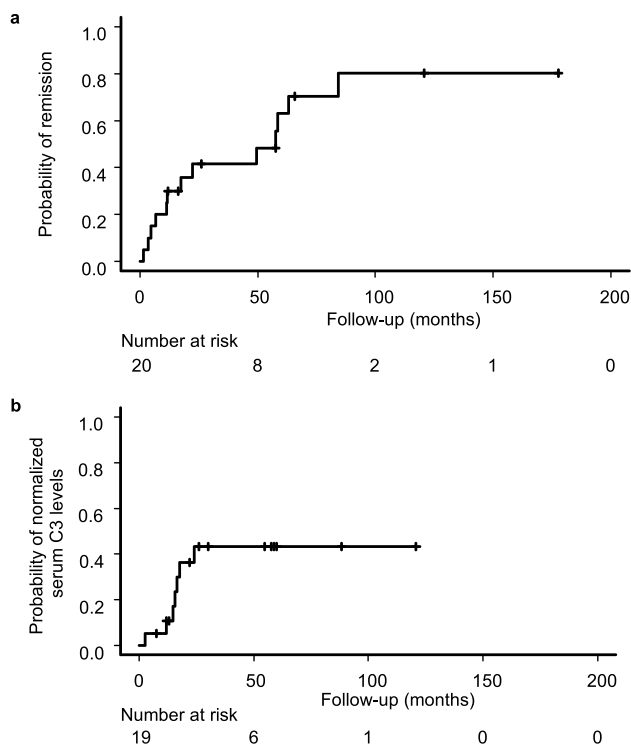 a
Probability of remission
1.0
0.8
0.6
0.4
0.2
0.0
0 50 100 150 200
Follow-up (months)
Number at risk
20 8 2 1 0
b
Probability of normalized
serum C3 levels
1.0
0.8
0.6
0.4
0.2
0.0
0 50 100 150 200
Follow-up (months)
Number at risk
19 6 1 0 0